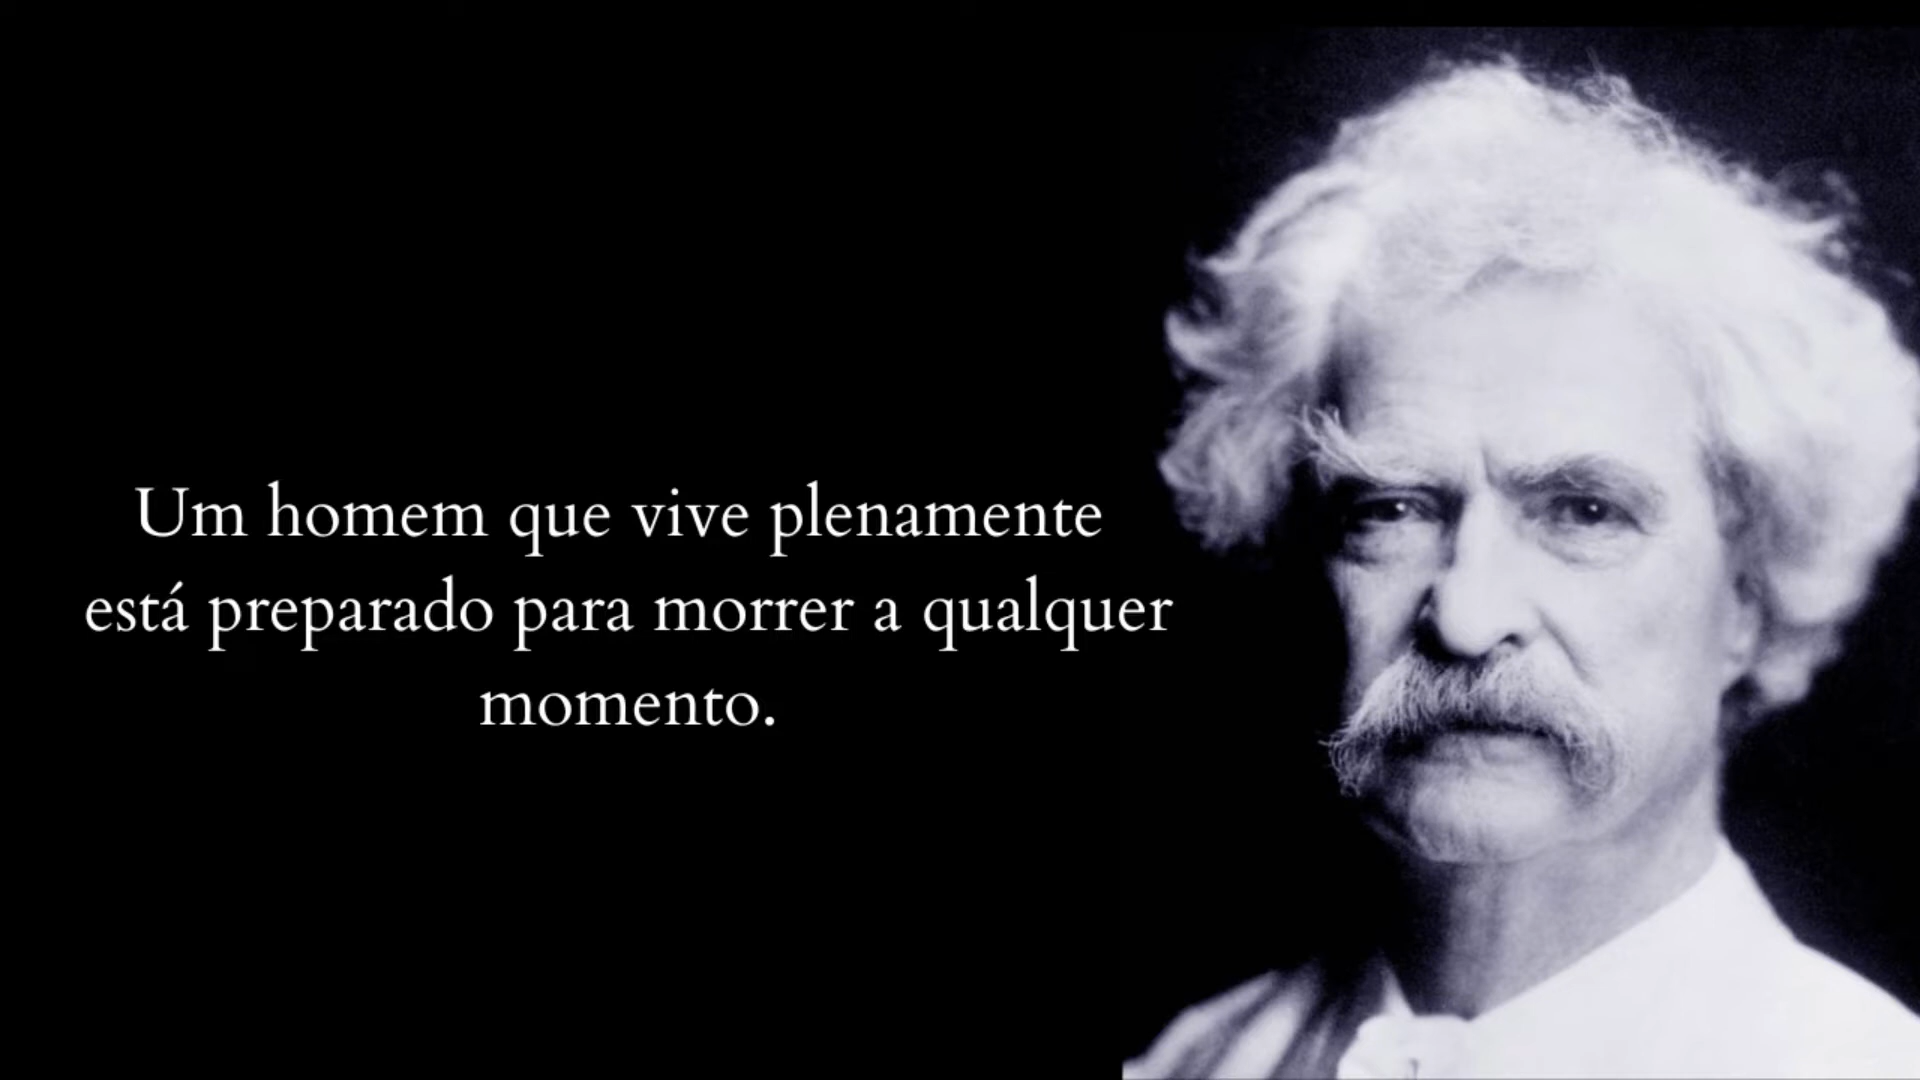 Um homem que vive plenamente
está preparado para morrer a qualquer
momento.